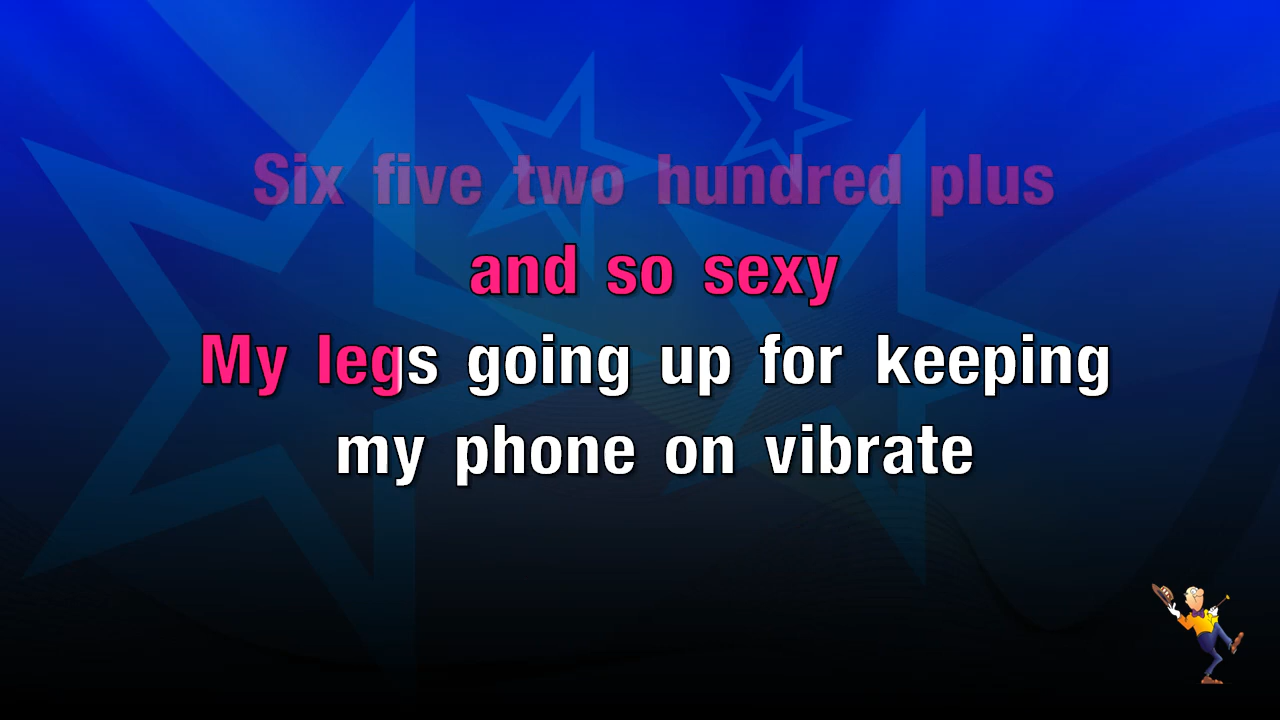 Six five two hundred plus
and so sexy
My legs going up for keeping
my phone on vibrate